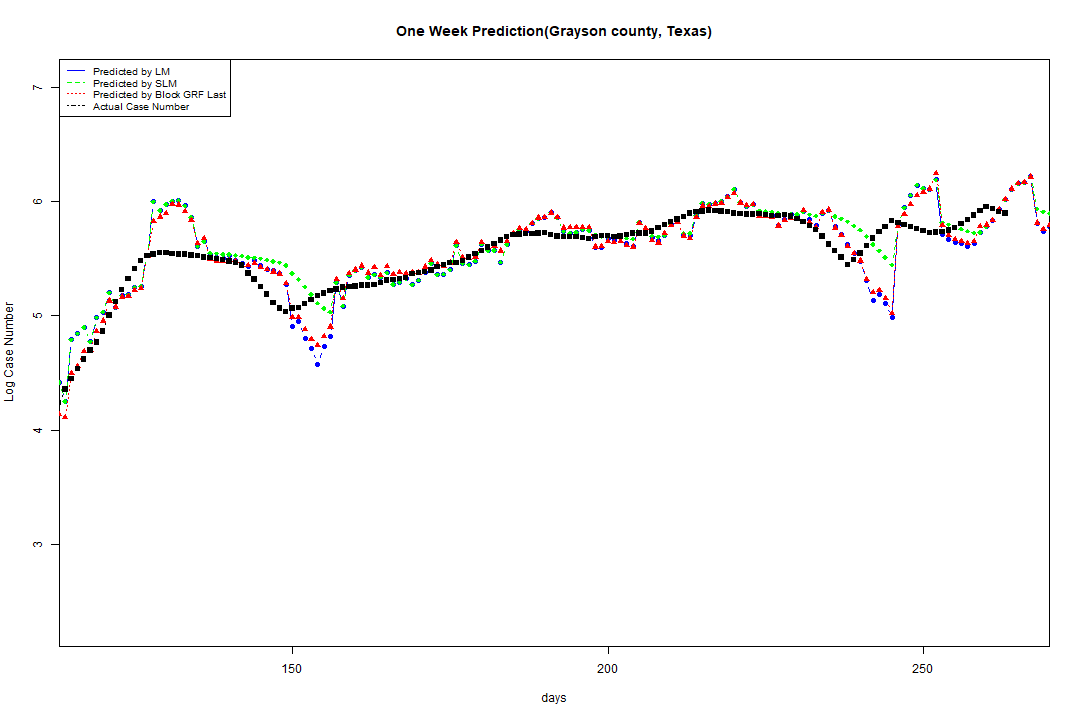 One Week Prediction(Grayson county, Texas)
Predicted by LM
Predicted by SLM
Predicted by Block GRF Last
Actual Case Number
7
6
5
4
3
Log Case Number
150
200
250
days